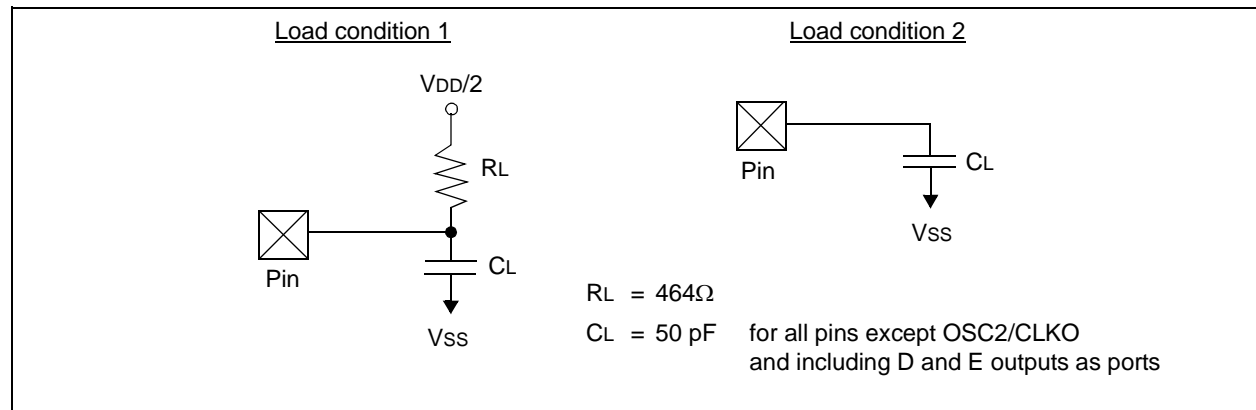 Load condition 1
Load condition 2
VDD/2
RL
CL
Pin
VSS
Pin
CL
VSS
RL = 464Ω
CL = 50 pF for all pins except OSC2/CLKO
and including D and E outputs as ports